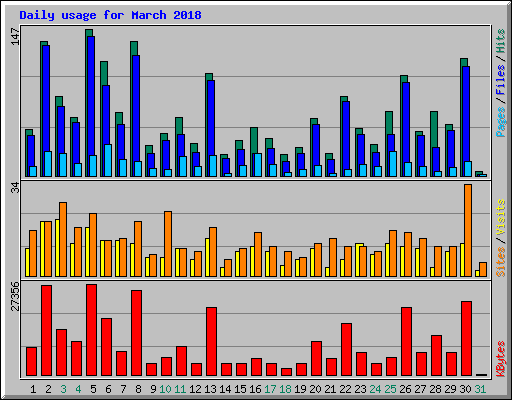 Daily usage for March 2018
147
Pages / Files / Hits
34
Sites / Visits
27356
KBytes
1 2 3 4 5 6 7 8 9 10 11 12 13 14 15 16 17 18 19 20 21 22 23 24 25 26 27 28 29 30 31